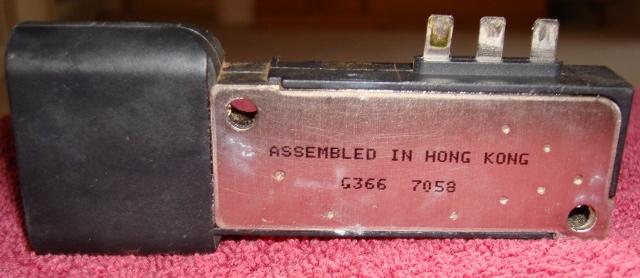 ASSEMBLED IN HONG KONG
G366 7058